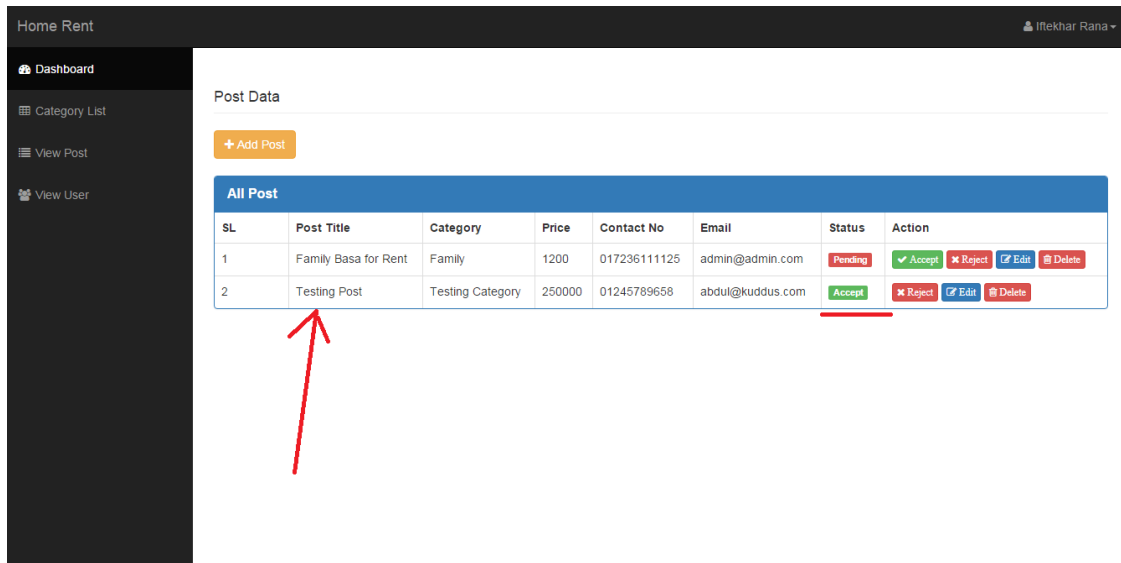 Home Rent
Iftekhar Rana
Dashboard
Category List
View Post
View User
Post Data
Add Post
All Post
SL Post Title Category Price Contact No Email Status Action
1 Family Basa for Rent Family 1200 017236111125 admin@admin.com Pending Accept Reject Edit Delete
2 Testing Post Testing Category 250000 01245789658 abdul@kuddus.com Accept Reject Edit Delete